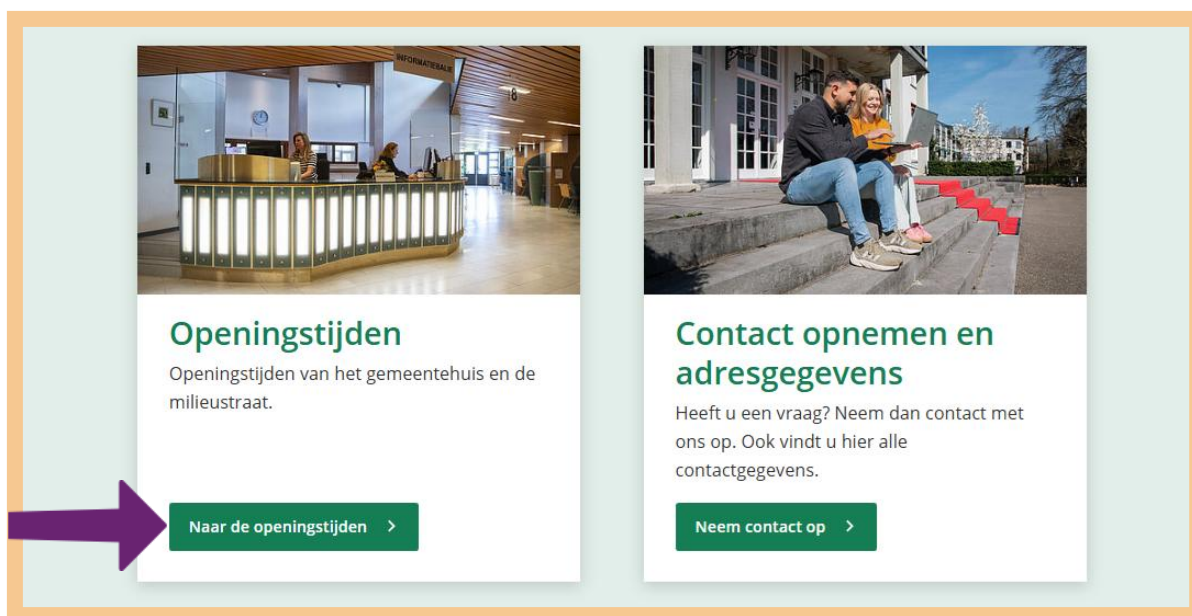 INFORMATIEBALIE
Openingstijden
Openingstijden van het gemeentehuis en de
milieustraat.
Naar de openingstijden
Contact opnemen en
adresgegevens
Heeft u een vraag? Neem dan contact met
ons op. Ook vindt u hier alle
contactgegevens.
Neem contact op